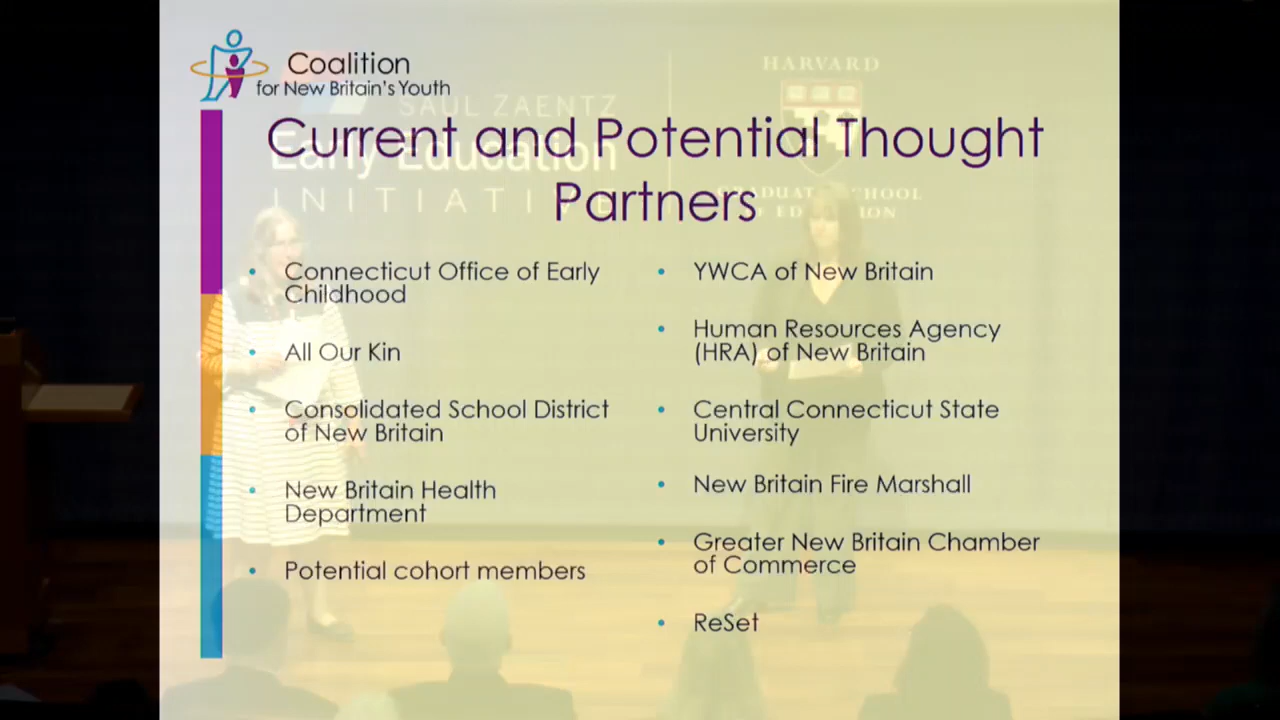 Coalition
for New Britain's Youth
SAUL ZAENTZ
Early Education
INITIATIVE
HARVARD
GRADUATE SCHOOL
OF EDUCATION
Current and Potential Thought
Partners
• Connecticut Office of Early
Childhood
• All Our Kin
• Consolidated School District
of New Britain
• New Britain Health
Department
• Potential cohort members
• YWCA of New Britain
• Human Resources Agency
(HRA) of New Britain
• Central Connecticut State
University
• New Britain Fire Marshall
• Greater New Britain Chamber
of Commerce
• ReSet